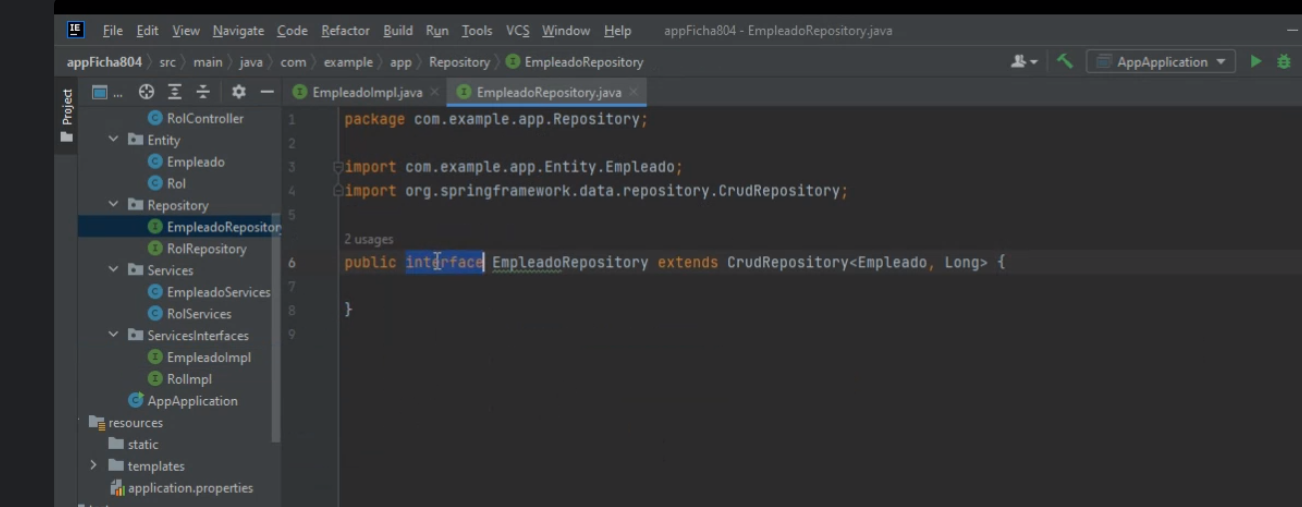 File Edit View Navigate Code Refactor Build Run Tools VCS Window Help appFicha804 - EmpleadoRepository.java
appFicha804 src main java com example app Repository EmpleadoRepository AppApplication
Project
... EmpleadoImpl.java EmpleadoRepository.java
RolController
Entity
Empleado
Rol
Repository
EmpleadoRepository
RolRepository
Services
EmpleadoServices
RolServices
ServicesInterfaces
EmpleadoImpl
RolImpl
AppApplication
resources
static
templates
application.properties
1 package com.example.app.Repository;
2
3 import com.example.app.Entity.Empleado;
4 import org.springframework.data.repository.CrudRepository;
5
2 usages
6 public interface EmpleadoRepository extends CrudRepository<Empleado, Long> {
7
8 }
9